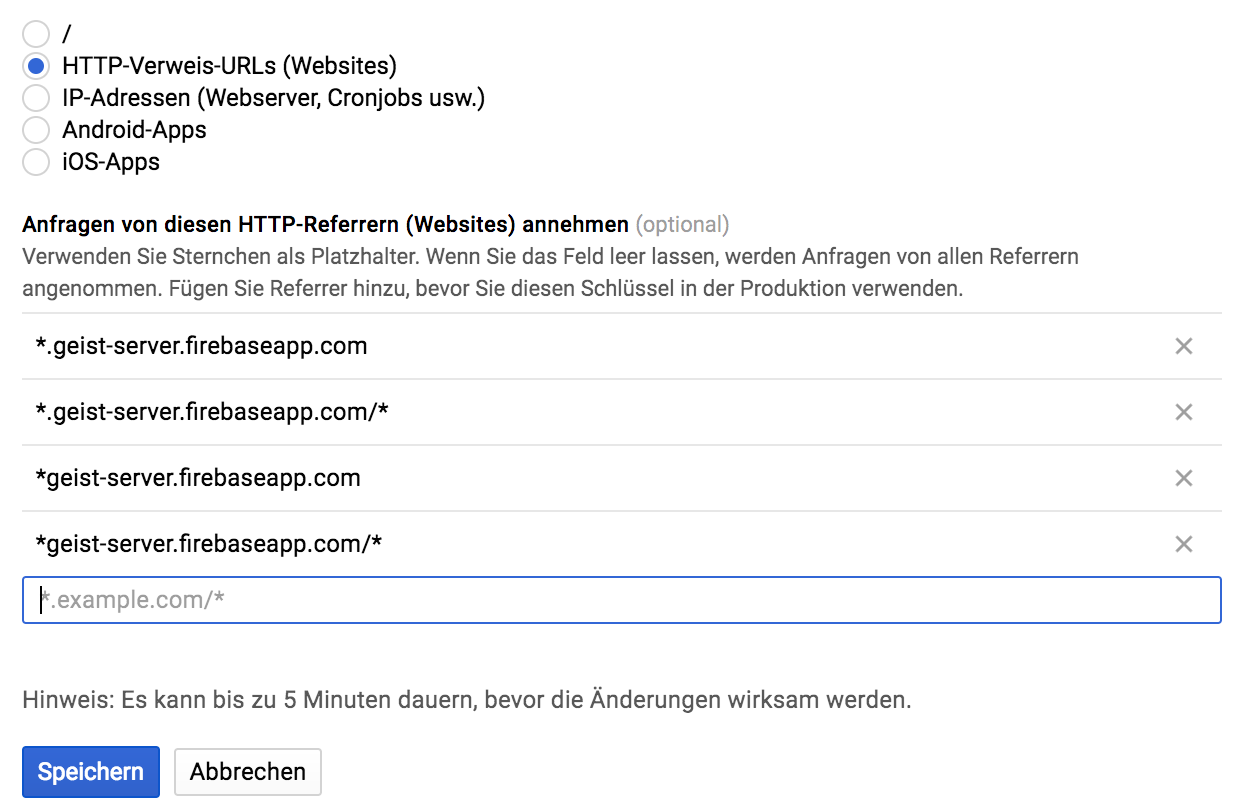 /
HTTP-Verweis-URLs (Websites)
IP-Adressen (Webserver, Cronjobs usw.)
Android-Apps
iOS-Apps
Anfragen von diesen HTTP-Referrern (Websites) annehmen (optional)
Verwenden Sie Sternchen als Platzhalter. Wenn Sie das Feld leer lassen, werden Anfragen von allen Referrern
angenommen. Fügen Sie Referrer hinzu, bevor Sie diesen Schlüssel in der Produktion verwenden.
*.geist-server.firebaseapp.com
*.geist-server.firebaseapp.com/*
*geist-server.firebaseapp.com
*geist-server.firebaseapp.com/*
*.example.com/*
Hinweis: Es kann bis zu 5 Minuten dauern, bevor die Änderungen wirksam werden.
Speichern Abbrechen